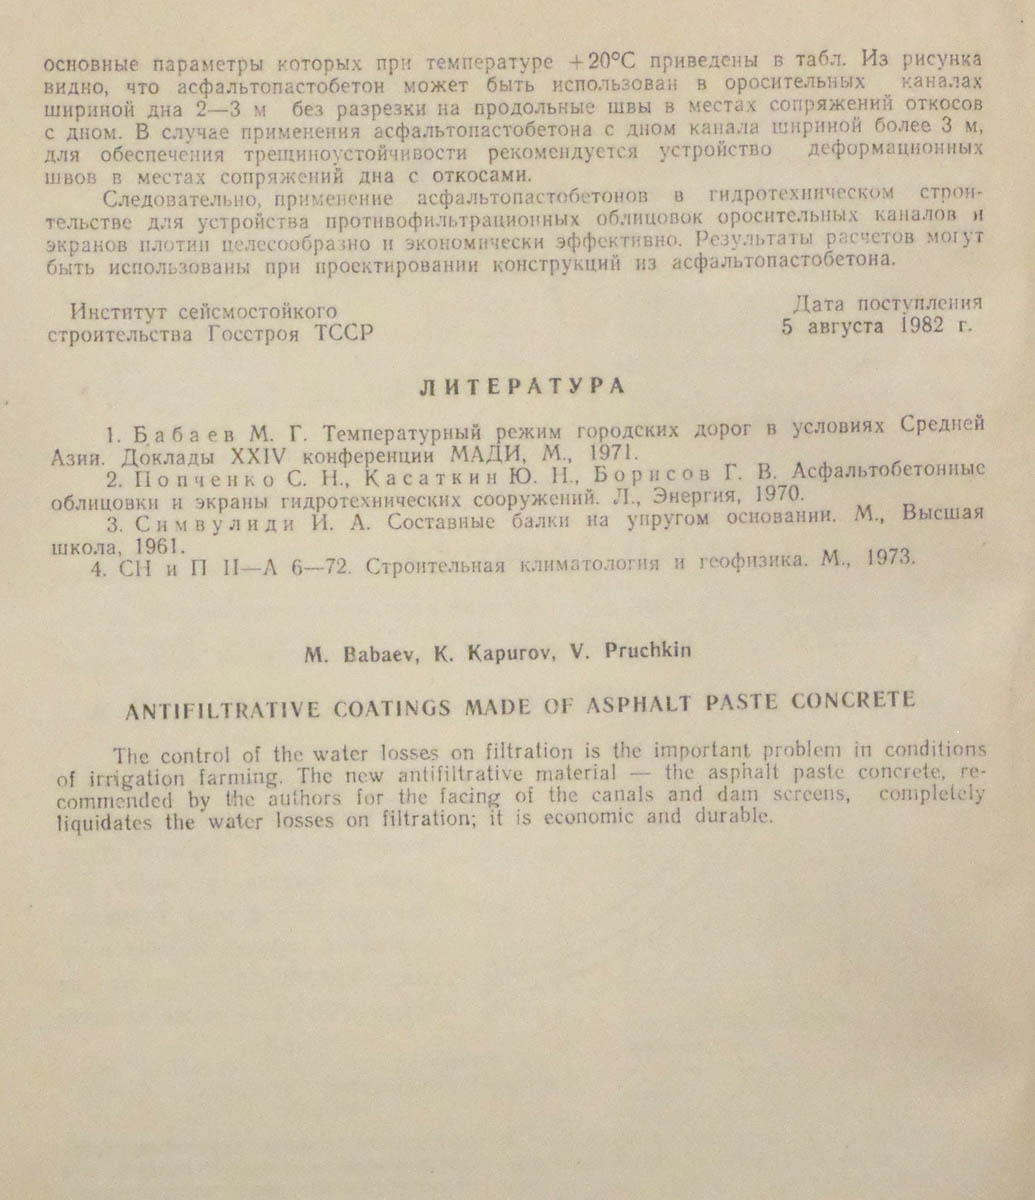 основные параметры которых при температуре +20°С приведены в табл. Из рисунка
видно, что асфальтопастобетон может быть использован в оросительных каналах
шириной дна 2—3 м без разрезки на продольные швы в местах сопряжений откосов
с дном. В случае применения асфальтопастобетона с дном канала шириной более 3 м,
для обеспечения трещиноустойчивости рекомендуется устройство деформационных
швов в местах сопряжений дна с откосами.
Следовательно, применение асфальтопастобетонов в гидротехническом строи-
тельстве для устройства противофильтрационных облицовок оросительных каналов и
экранов плотин целесообразно и экономически эффективно. Результаты расчетов могут
быть использованы при проектировании конструкций из асфальтопастобетона.
Институт сейсмостойкого
строительства Госстроя ТССР
Дата поступления
5 августа 1982 г.
ЛИТЕРАТУРА
1. Бабаев М. Г. Температурный режим городских дорог в условиях Средней
Азии. Доклады XXIV конференции МАДИ, М., 1971.
2. Попченко С. Н., Касаткин Ю. Н., Борисов Г. В. Асфальтобетонные
облицовки и экраны гидротехнических сооружений. Л., Энергия, 1970.
3. Симвулиди И. А. Составные балки на упругом основании. М., Высшая
школа, 1961.
4. СН и П II—А 6—72. Строительная климатология и геофизика. М., 1973.
M. Babaev, K. Kapurov, V. Pruchkin
ANTIFILTRATIVE COATINGS MADE OF ASPHALT PASTE CONCRETE
The control of the water losses on filtration is the important problem in conditions
of irrigation farming. The new antifiltrative material — the asphalt paste concrete, re-
commended by the authors for the facing of the canals and dam screens, completely
liquidates the water losses on filtration; it is economic and durable.